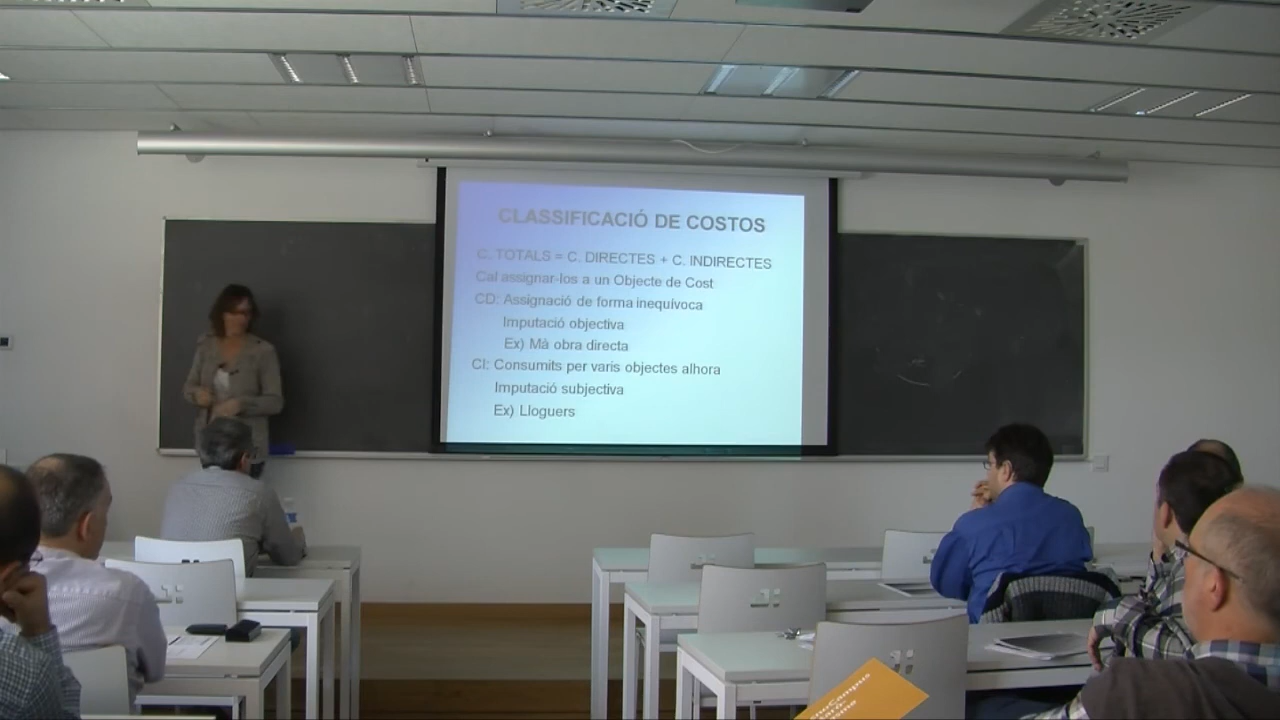 CLASSIFICACIÓ DE COSTOS
C. TOTALS = C. DIRECTES + C. INDIRECTES
Cal assignar-los a un Objecte de Cost
CD: Assignació de forma inequívoca
Imputació objectiva
Ex) Má obra directa
CI: Consumits per varis objectes alhora
Imputació subjectiva
Ex) Lloguers